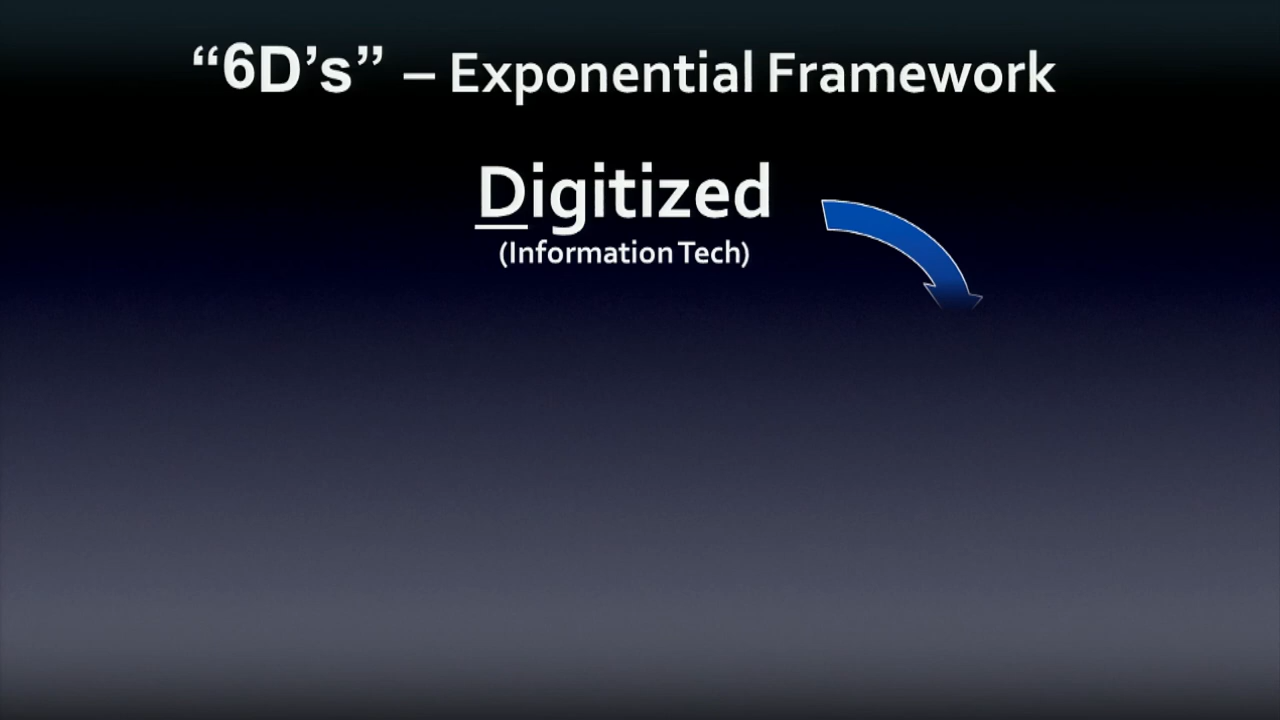 “6D’s” – Exponential Framework
Digitized
(Information Tech)